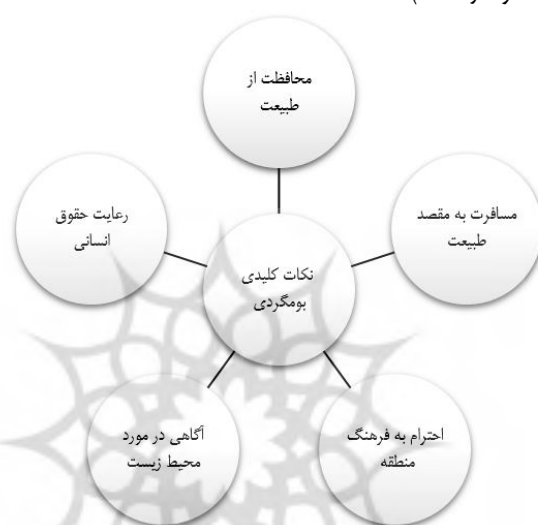 محافظت از
طبیعت
مسافرت به مقصد
طبیعت
رعایت حقوق
انسانی
نکات کلیدی
بومگردی
احترام به فرهنگ
منطقه
آگاهی در مورد
محیط زیست